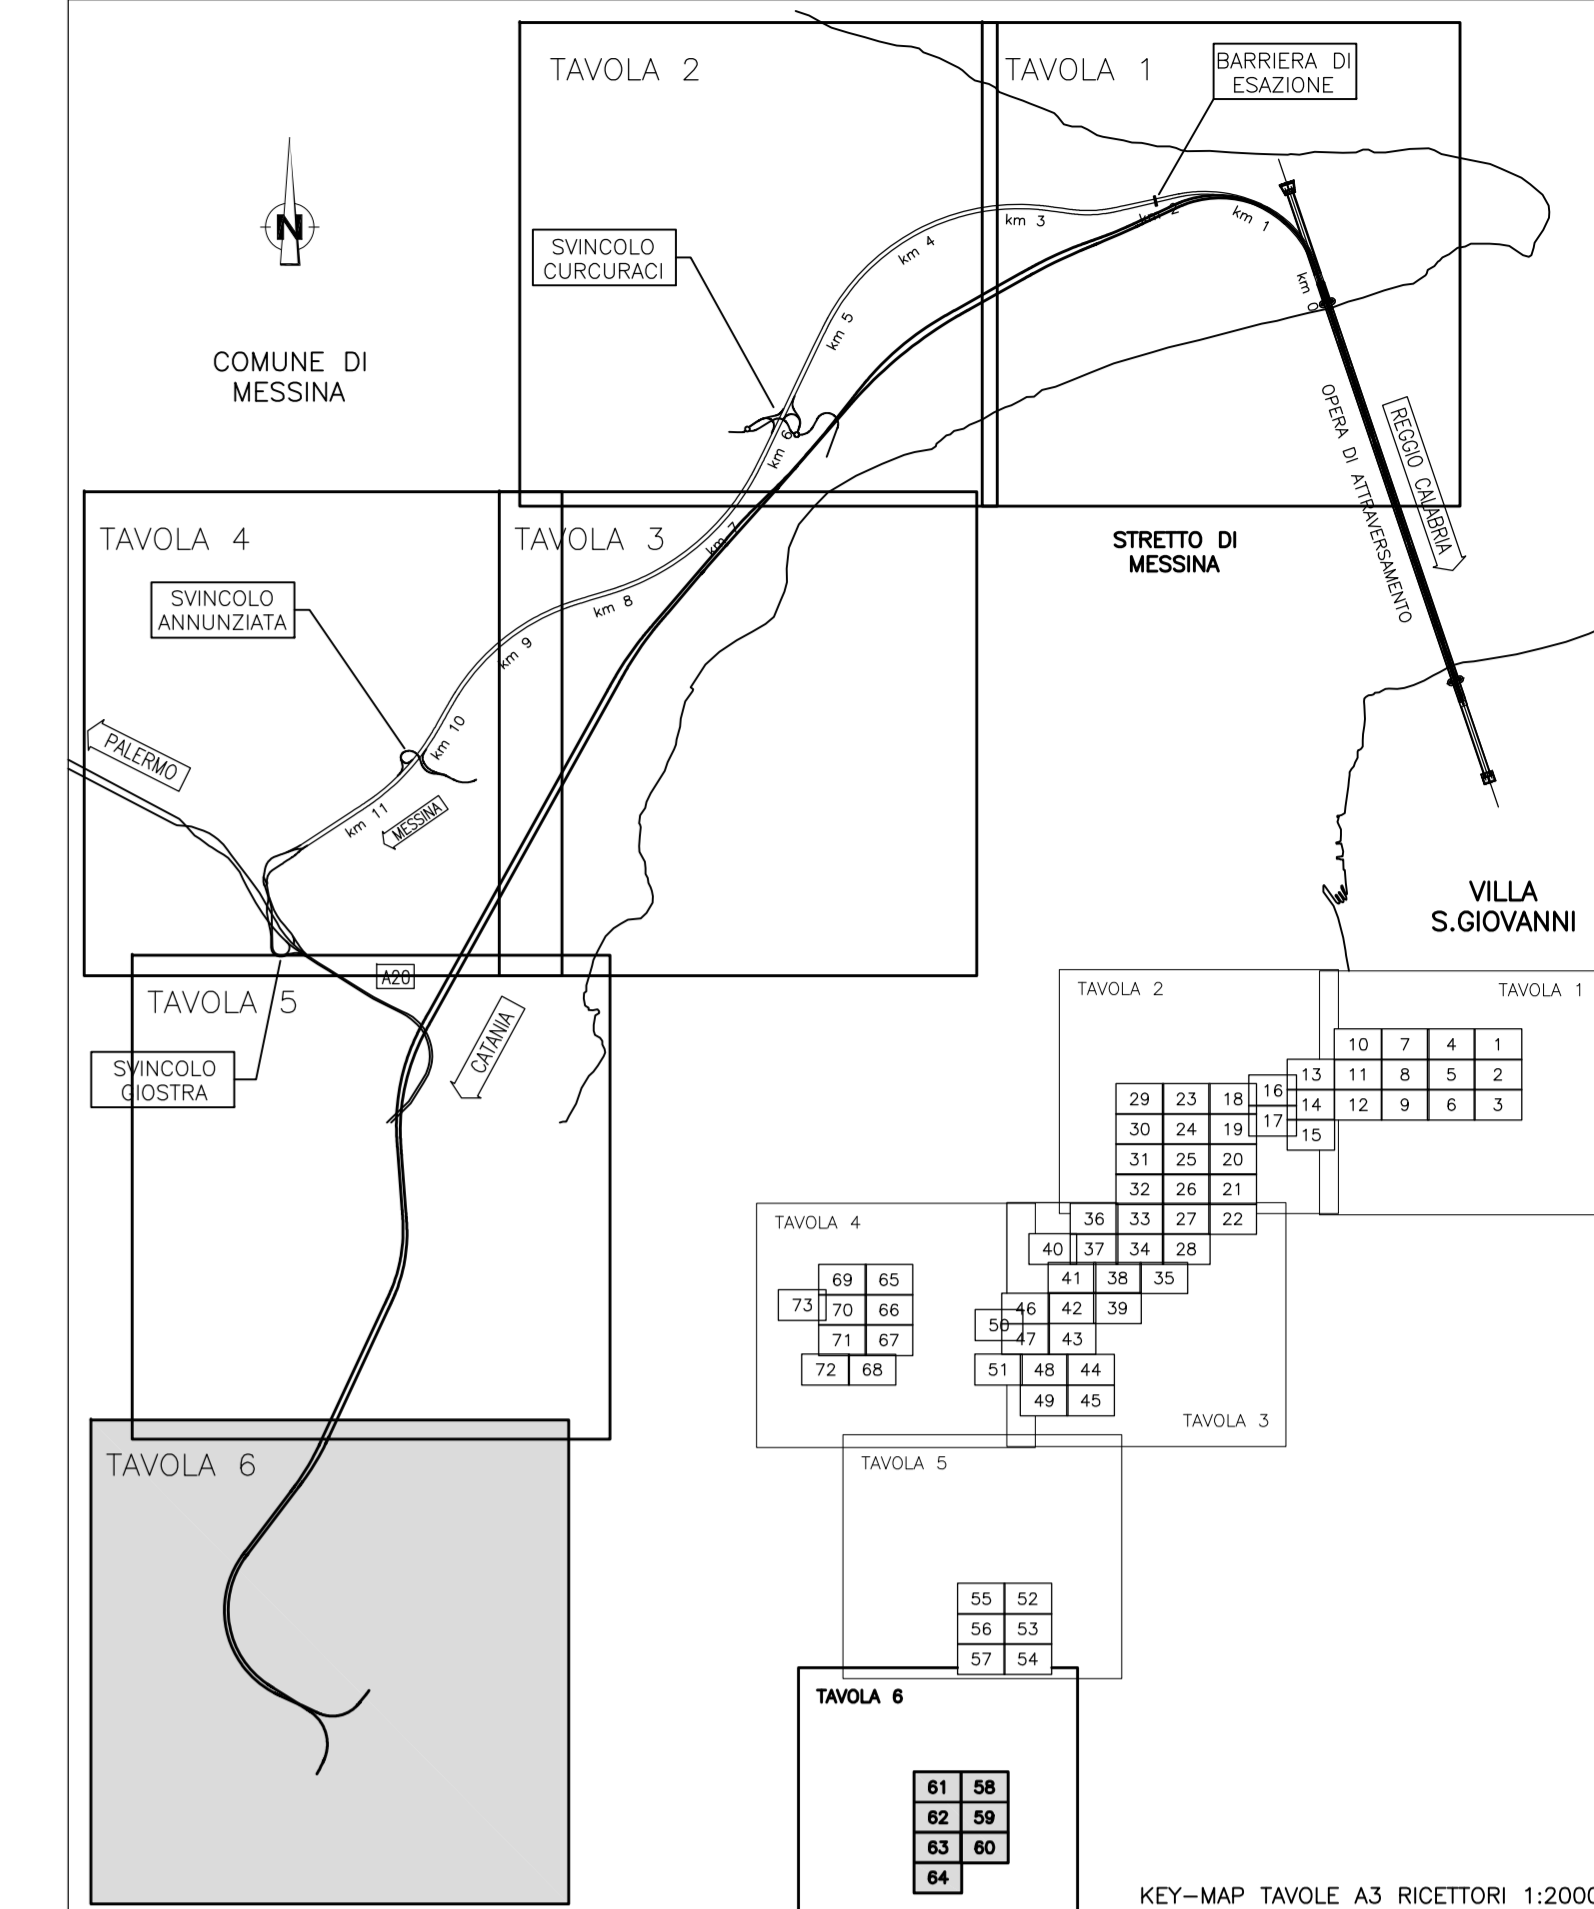 TAVOLA 2
TAVOLA 1
BARRIERA DI
ESAZIONE
N
SVINCOLO
CURCURACI
COMUNE DI
MESSINA
km 0
km 1
km 2
km 3
km 4
km 5
km 6
km 7
km 8
km 9
km 10
km 11
OPERA DI ATTRAVERSAMENTO
REGGIO CALABRIA
STRETTO DI
MESSINA
TAVOLA 4
TAVOLA 3
SVINCOLO
ANNUNZIATA
PALERMO
MESSINA
VILLA
S.GIOVANNI
A20
TAVOLA 5
CATANIA
SVINCOLO
GIOSTRA
TAVOLA 6
TAVOLA 2
TAVOLA 1
10 7 4 1
13 11 8 5 2
14 12 9 6 3
15
16
17
29 23 18
30 24 19
31 25 20
32 26 21
36 33 27 22
40 37 34 28
41 38 35
46 42 39
50
47 43
51 48 44
49 45
TAVOLA 3
TAVOLA 4
69 65
73 70 66
71 67
72 68
TAVOLA 5
55 52
56 53
57 54
TAVOLA 6
61 58
62 59
63 60
64
KEY-MAP TAVOLE A3 RICETTORI 1:2000